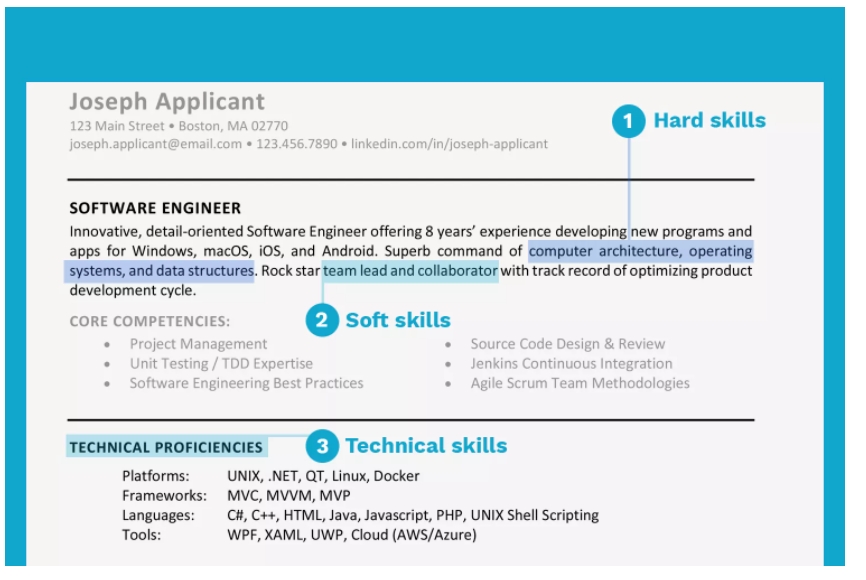 Joseph Applicant
123 Main Street • Boston, MA 02770
joseph.applicant@email.com • 123.456.7890 • linkedin.com/in/joseph-applicant
1 Hard skills
SOFTWARE ENGINEER
Innovative, detail-oriented Software Engineer offering 8 years’ experience developing new programs and
apps for Windows, macOS, iOS, and Android. Superb command of computer architecture, operating
systems, and data structures. Rock star team lead and collaborator with track record of optimizing product
development cycle.
2 Soft skills
CORE COMPETENCIES:
• Project Management
• Unit Testing / TDD Expertise
• Software Engineering Best Practices
• Source Code Design & Review
• Jenkins Continuous Integration
• Agile Scrum Team Methodologies
TECHNICAL PROFICIENCIES
3 Technical skills
Platforms: UNIX, .NET, QT, Linux, Docker
Frameworks: MVC, MVVM, MVP
Languages: C#, C++, HTML, Java, Javascript, PHP, UNIX Shell Scripting
Tools: WPF, XAML, UWP, Cloud (AWS/Azure)